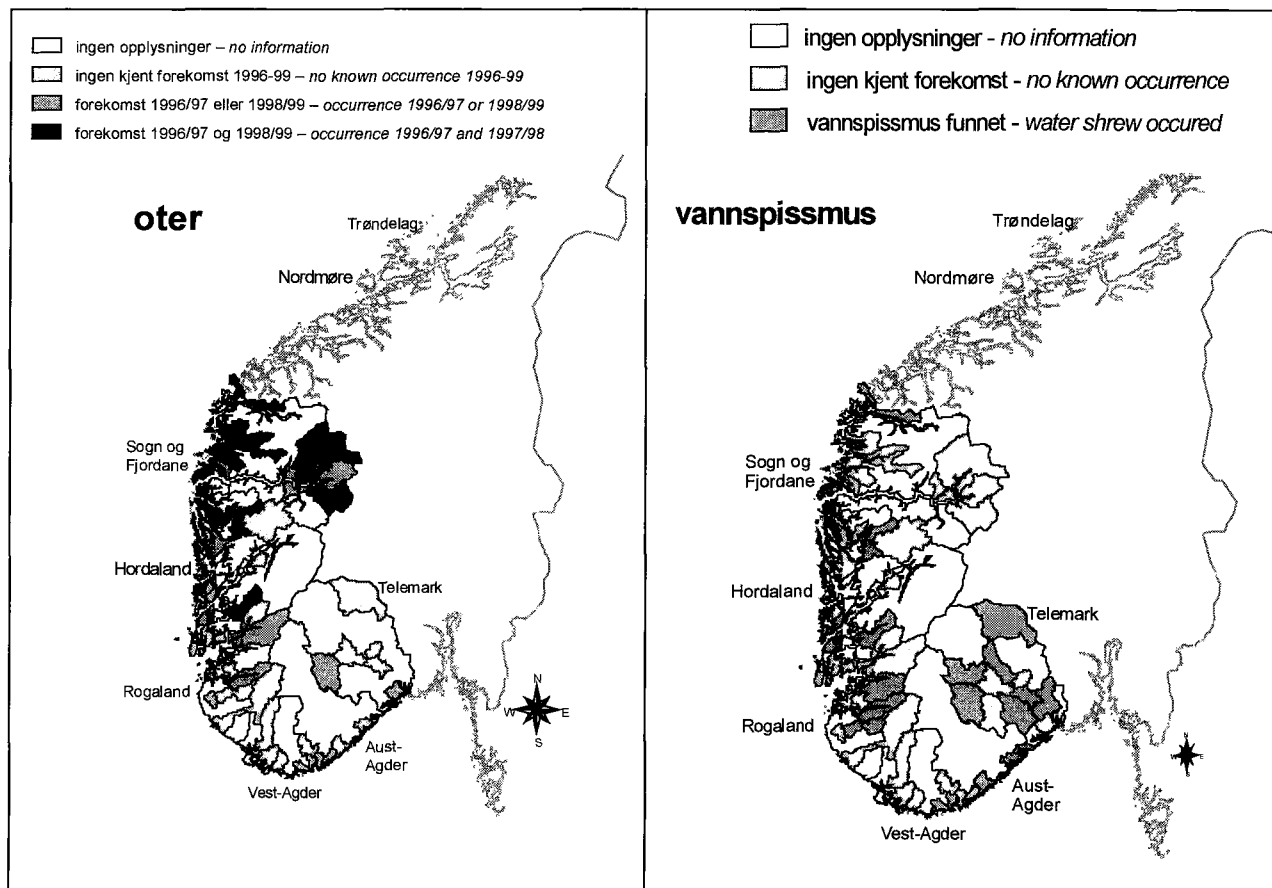 ingen opplysninger – no information
ingen kjent forekomst 1996-99 – no known occurrence 1996-99
forekomst 1996/97 eller 1998/99 – occurrence 1996/97 or 1998/99
forekomst 1996/97 og 1998/99 – occurrence 1996/97 and 1997/98
oter
Trøndelag
Nordmøre
Sogn og
Fjordane
Hordaland
Telemark
Rogaland
N
W E
S
Aust-
Agder
Vest-Agder
ingen opplysninger - no information
ingen kjent forekomst - no known occurrence
vannspissmus funnet - water shrew occured
vannspissmus
Trøndelag
Nordmøre
Sogn og
Fjordane
Hordaland
Telemark
Rogaland
Aust-
Agder
Vest-Agder